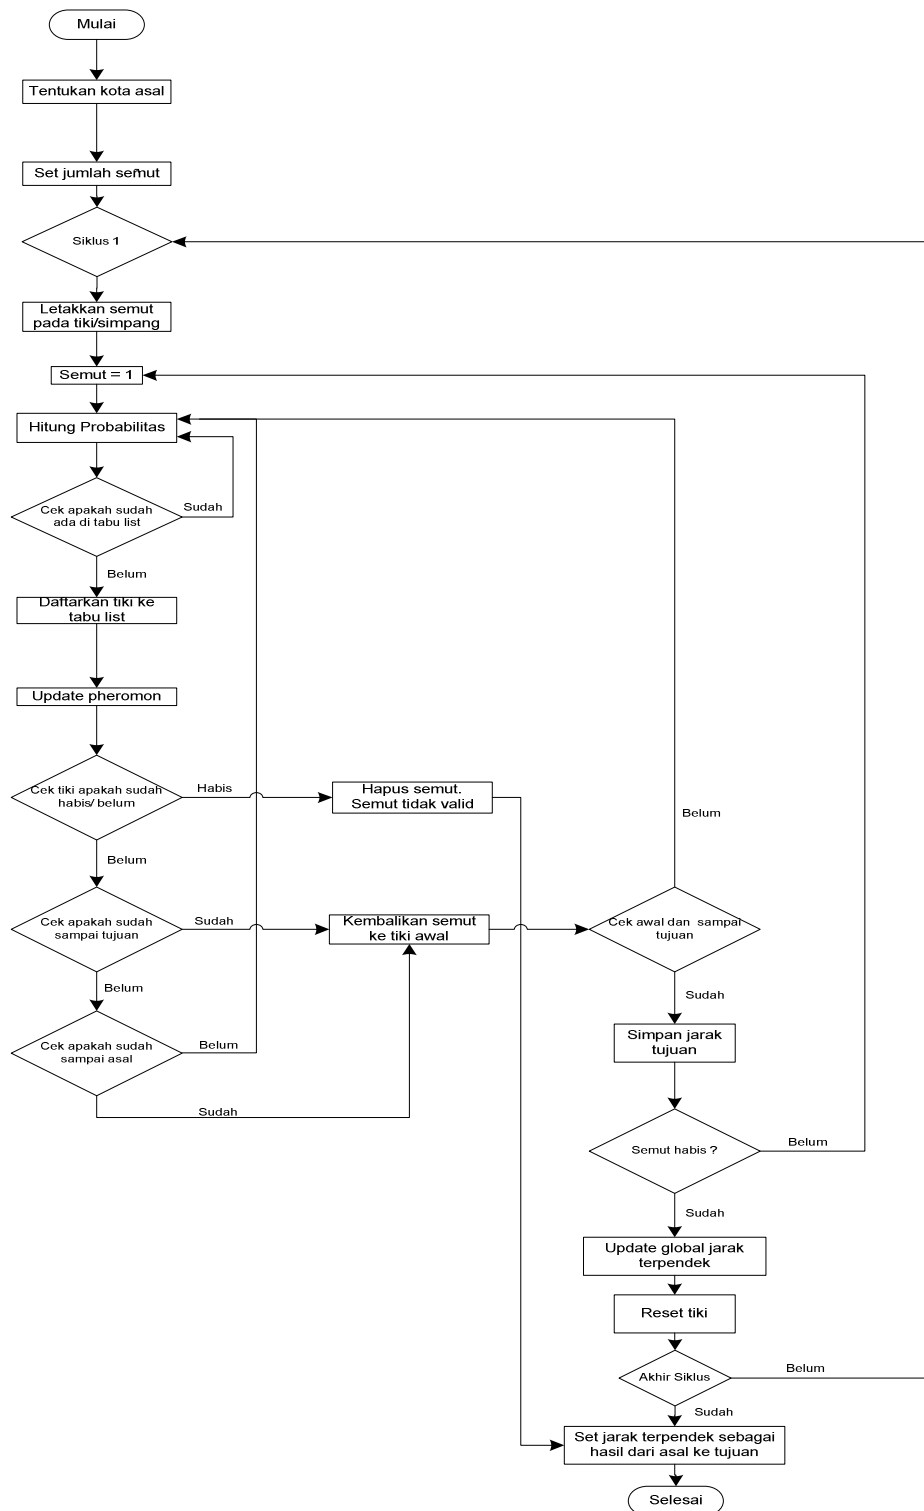 Mulai
Tentukan kota asal
Set jumlah semut
Siklus 1
Letakkan semut
pada tiki/simpang
Semut = 1
Hitung Probabilitas
Cek apakah sudah
ada di tabu list
Sudah
Belum
Daftarkan tiki ke
tabu list
Update pheromon
Cek tiki apakah sudah
habis/ belum
Habis
Hapus semut.
Semut tidak valid
Belum
Cek apakah sudah
sampai tujuan
Sudah
Kembalikan semut
ke tiki awal
Belum
Cek awal dan sampai
tujuan
Belum
Cek apakah sudah
sampai asal
Belum
Sudah
Sudah
Simpan jarak
tujuan
Semut habis ?
Belum
Sudah
Update global jarak
terpendek
Reset tiki
Akhir Siklus
Belum
Sudah
Set jarak terpendek sebagai
hasil dari asal ke tujuan
Selesai